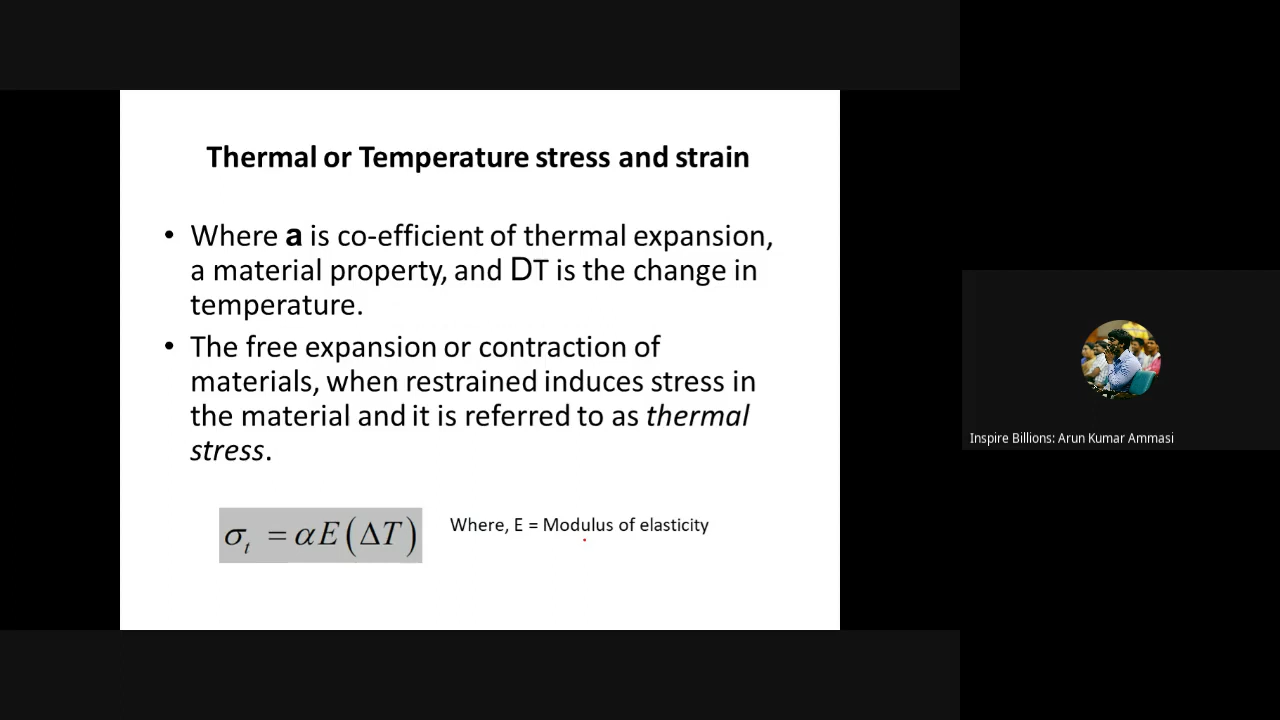 Thermal or Temperature stress and strain
• Where a is co-efficient of thermal expansion,
a material property, and DT is the change in
temperature.
• The free expansion or contraction of
materials, when restrained induces stress in
the material and it is referred to as thermal
stress.
σt = αE(ΔT)
Where, E = Modulus of elasticity
Inspire Billions: Arun Kumar Ammasi